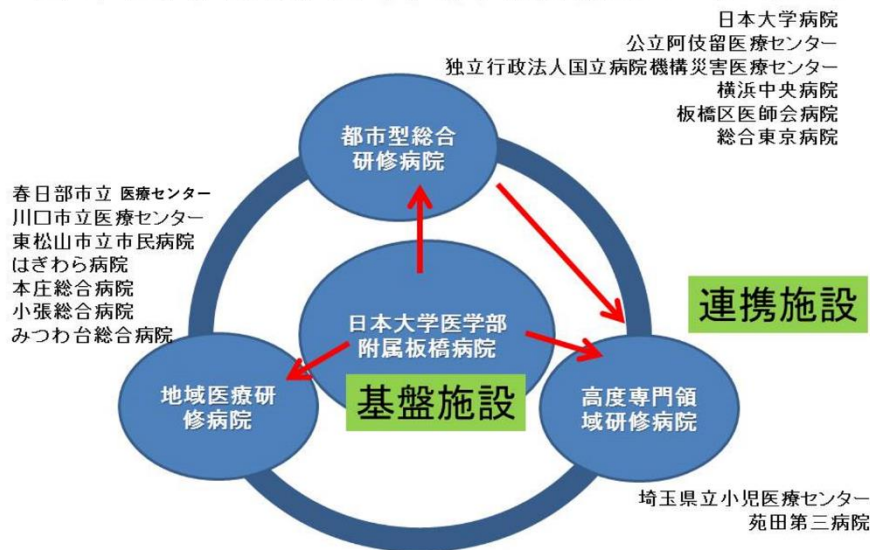 日本大学病院
公立阿伎留医療センター
独立行政法人国立病院機構災害医療センター
横浜中央病院
板橋区医師会病院
総合東京病院
都市型総合
研修病院
春日部市立 医療センター
川口市立医療センター
東松山市立市民病院
はぎわら病院
本庄総合病院
小張総合病院
みつわ台総合病院
日本大学医学部
附属板橋病院
基盤施設
連携施設
地域医療研
修病院
高度専門領
域研修病院
埼玉県立小児医療センター
苑田第三病院